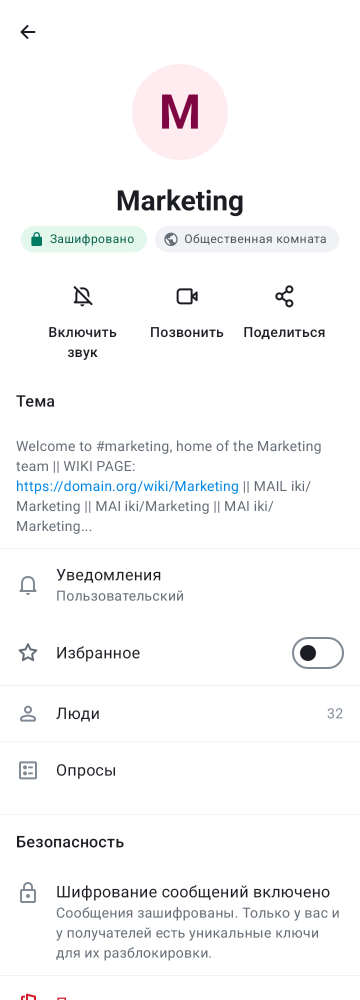 M
Marketing
Зашифровано
Общественная комната
Включить
звук
Позвонить
Поделиться
Тема
Welcome to #marketing, home of the Marketing
team || WIKI PAGE:
https://domain.org/wiki/Marketing || MAIL iki/
Marketing || MAI iki/Marketing || MAI iki/
Marketing...
Уведомления
Пользовательский
Избранное
Люди
32
Опросы
Безопасность
Шифрование сообщений включено
Сообщения зашифрованы. Только у вас и
у получателей есть уникальные ключи
для их разблокировки.